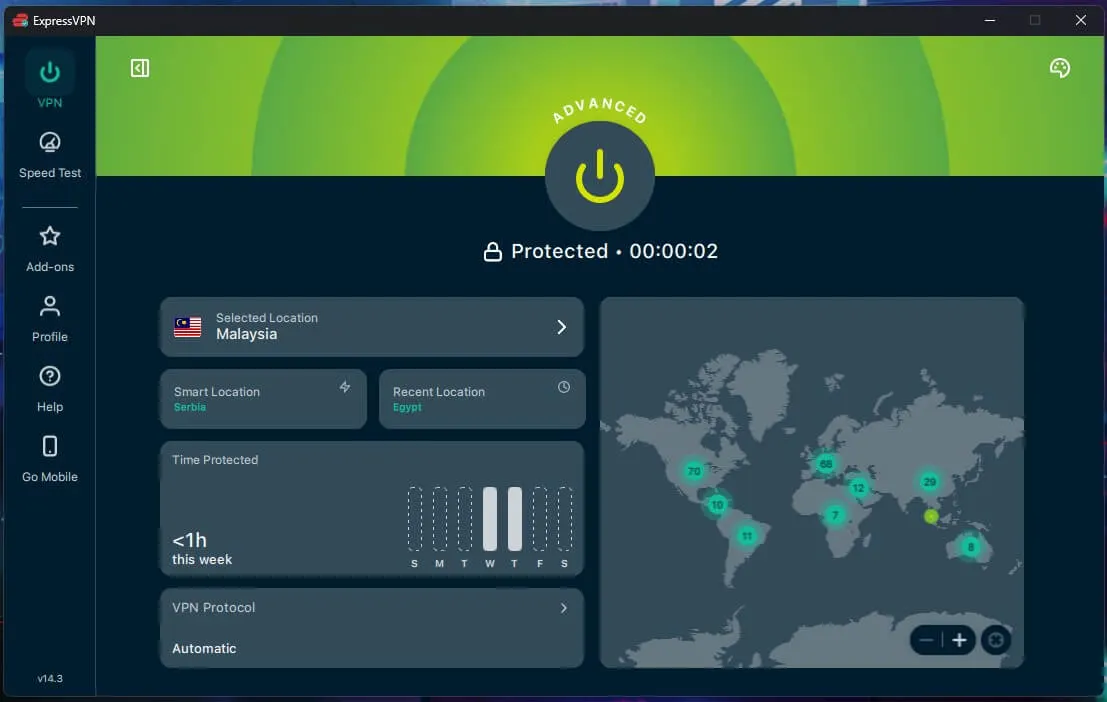 ExpressVPN
VPN
Speed Test
Add-ons
Profile
Help
Go Mobile
v14.3
ADVANCED
Protected • 00:00:02
Selected Location
Malaysia
Smart Location
Serbia
Recent Location
Egypt
Time Protected
<1h
this week
S M T W T F S
VPN Protocol
Automatic
70
68
29
12
10
7
11
8